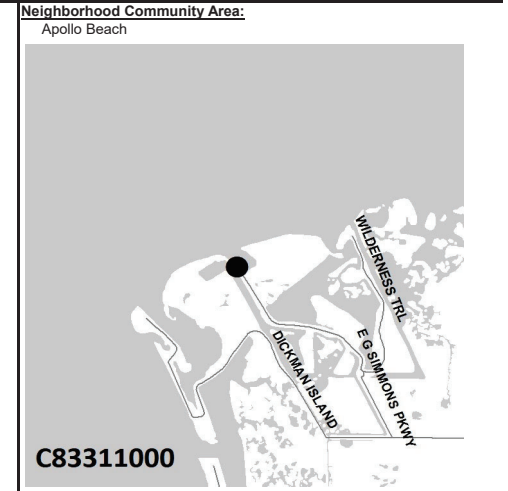 Neighborhood Community Area:
Apollo Beach
WILDERNESS TRL
E G SIMMONS PKWY
DICKMAN ISLAND
C83311000